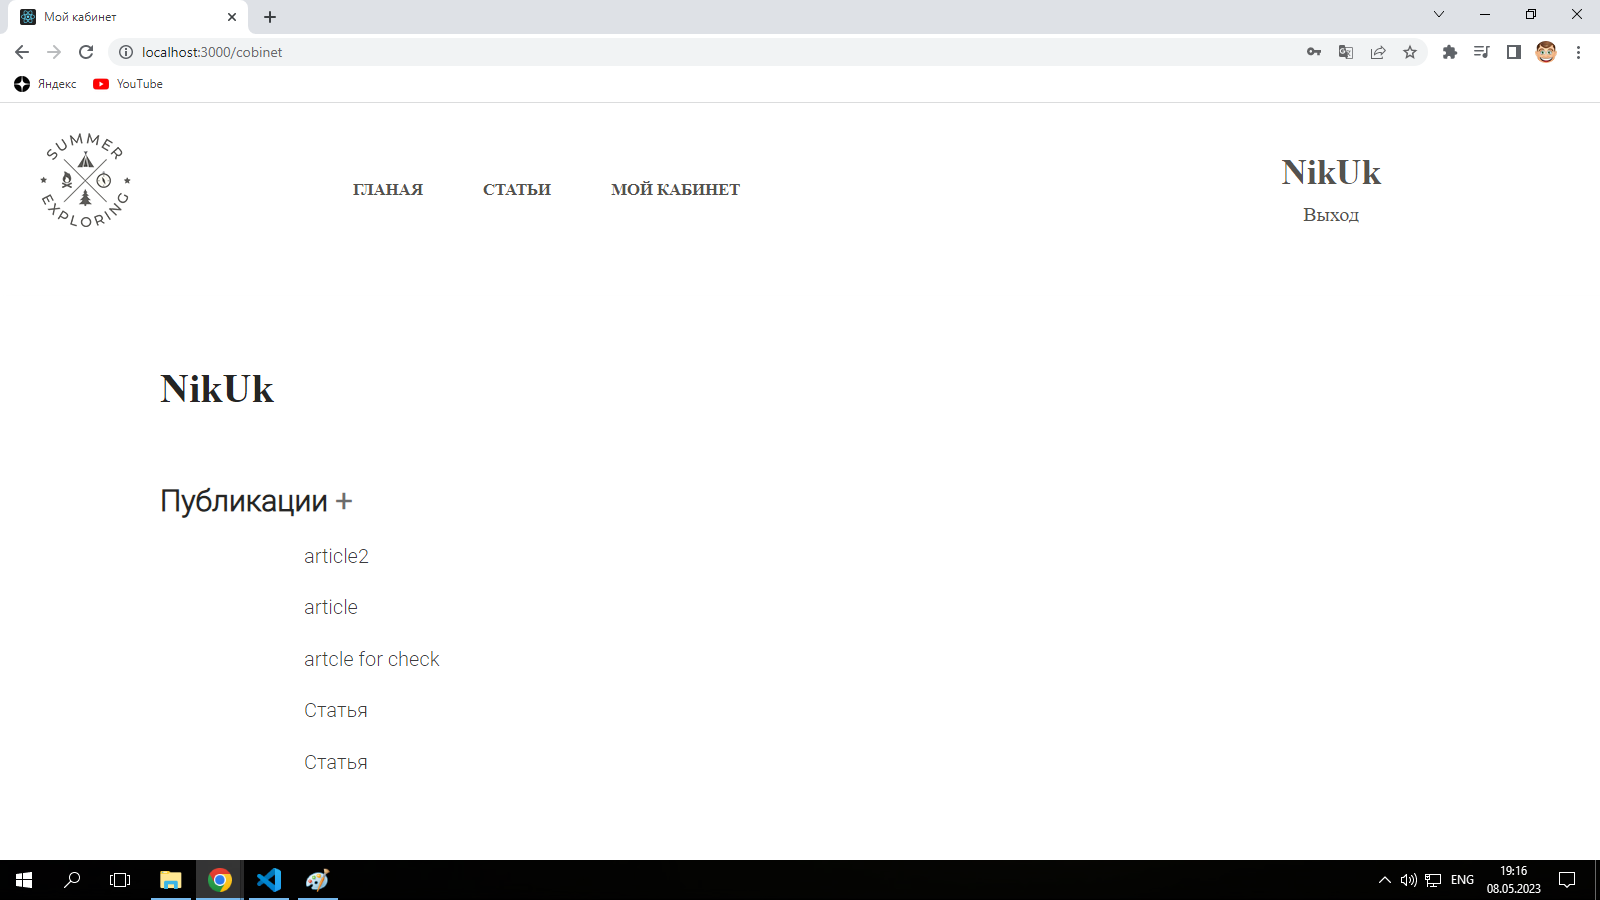 Мой кабинет
localhost:3000/cobinet
Яндекс
YouTube
SUMMER
EXPLORING
ГЛАНАЯ
СТАТЬИ
МОЙ КАБИНЕТ
NikUk
Выход
NikUk
Публикации +
article2
article
artcle for check
Статья
Статья
ENG
19:16
08.05.2023